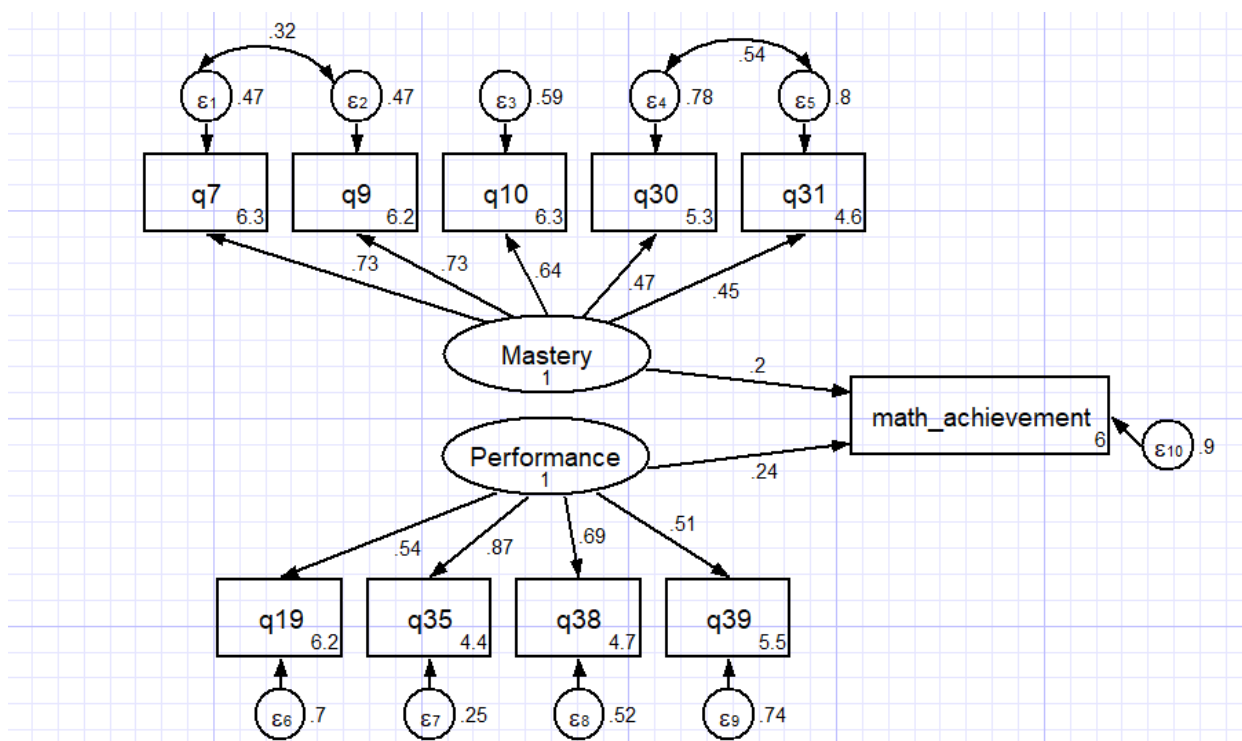 .32
.54
ε1 .47
ε2 .47
ε3 .59
ε4 .78
ε5 .8
q7 6.3
q9 6.2
q10 6.3
q30 5.3
q31 4.6
.73
.73
.64
.47
.45
Mastery
1
.2
math_achievement
6
ε10 .9
Performance
1
.24
.54
.87
.69
.51
q19 6.2
q35 4.4
q38 4.7
q39 5.5
ε6 .7
ε7 .25
ε8 .52
ε9 .74